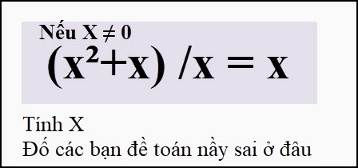 Nếu X ≠ 0
(x²+x) /x = x
Tính X
Đố các bạn đề toán nầy sai ở đâu